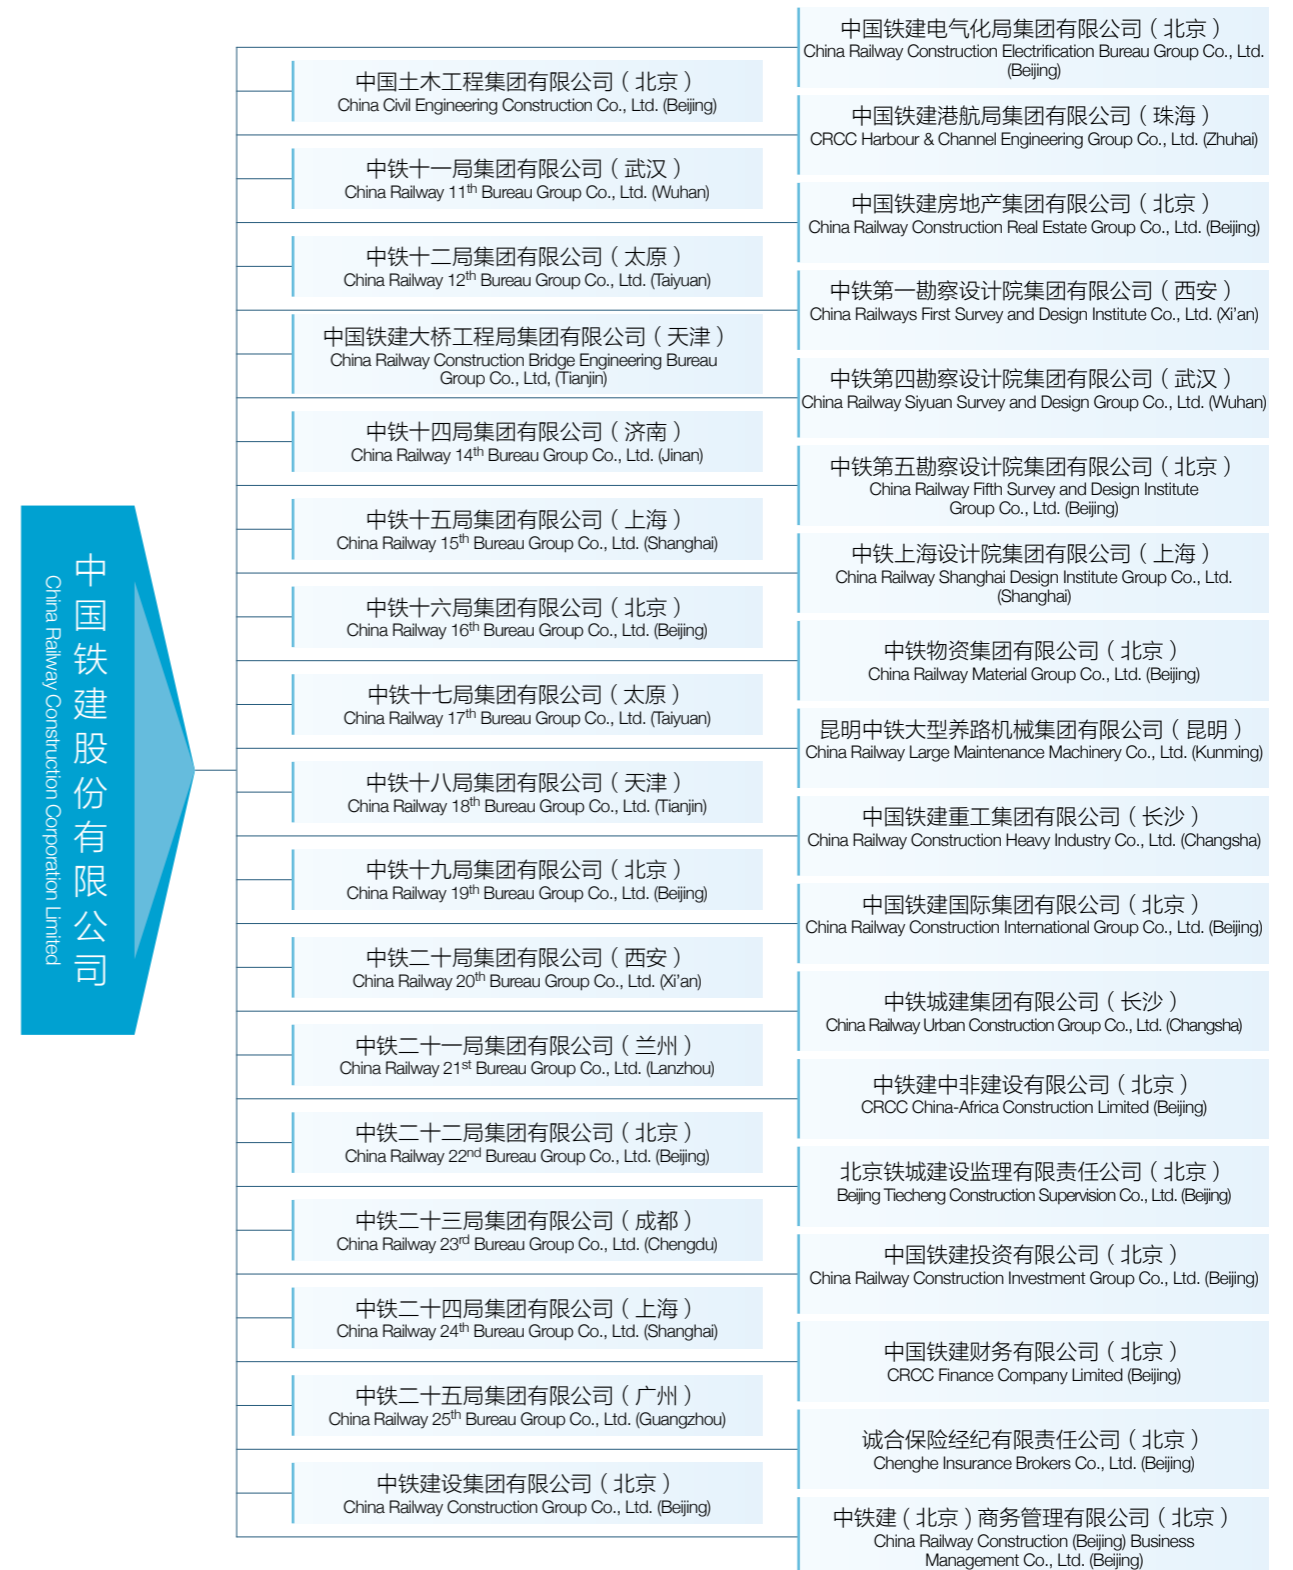 中国铁建股份有限公司
China Railway Construction Corporation Limited
中国土木工程集团有限公司（北京）
China Civil Engineering Construction Co., Ltd. (Beijing)
中铁十一局集团有限公司（武汉）
China Railway 11th Bureau Group Co., Ltd. (Wuhan)
中铁十二局集团有限公司（太原）
China Railway 12th Bureau Group Co., Ltd. (Taiyuan)
中国铁建大桥工程局集团有限公司（天津）
China Railway Construction Bridge Engineering Bureau
Group Co., Ltd, (Tianjin)
中铁十四局集团有限公司（济南）
China Railway 14th Bureau Group Co., Ltd. (Jinan)
中铁十五局集团有限公司（上海）
China Railway 15th Bureau Group Co., Ltd. (Shanghai)
中铁十六局集团有限公司（北京）
China Railway 16th Bureau Group Co., Ltd. (Beijing)
中铁十七局集团有限公司（太原）
China Railway 17th Bureau Group Co., Ltd. (Taiyuan)
中铁十八局集团有限公司（天津）
China Railway 18th Bureau Group Co., Ltd. (Tianjin)
中铁十九局集团有限公司（北京）
China Railway 19th Bureau Group Co., Ltd. (Beijing)
中铁二十局集团有限公司（西安）
China Railway 20th Bureau Group Co., Ltd. (Xi'an)
中铁二十一局集团有限公司（兰州）
China Railway 21st Bureau Group Co., Ltd. (Lanzhou)
中铁二十二局集团有限公司（北京）
China Railway 22nd Bureau Group Co., Ltd. (Beijing)
中铁二十三局集团有限公司（成都）
China Railway 23rd Bureau Group Co., Ltd. (Chengdu)
中铁二十四局集团有限公司（上海）
China Railway 24th Bureau Group Co., Ltd. (Shanghai)
中铁二十五局集团有限公司（广州）
China Railway 25th Bureau Group Co., Ltd. (Guangzhou)
中铁建设集团有限公司（北京）
China Railway Construction Group Co., Ltd. (Beijing)
中国铁建电气化局集团有限公司（北京）
China Railway Construction Electrification Bureau Group Co., Ltd.
(Beijing)
中国铁建港航局集团有限公司（珠海）
CRCC Harbour & Channel Engineering Group Co., Ltd. (Zhuhai)
中国铁建房地产集团有限公司（北京）
China Railway Construction Real Estate Group Co., Ltd. (Beijing)
中铁第一勘察设计院集团有限公司（西安）
China Railways First Survey and Design Institute Co., Ltd. (Xi'an)
中铁第四勘察设计院集团有限公司（武汉）
China Railway Siyuan Survey and Design Group Co., Ltd. (Wuhan)
中铁第五勘察设计院集团有限公司（北京）
China Railway Fifth Survey and Design Institute
Group Co., Ltd. (Beijing)
中铁上海设计院集团有限公司（上海）
China Railway Shanghai Design Institute Group Co., Ltd.
(Shanghai)
中铁物资集团有限公司（北京）
China Railway Material Group Co., Ltd. (Beijing)
昆明中铁大型养路机械集团有限公司（昆明）
China Railway Large Maintenance Machinery Co., Ltd. (Kunming)
中国铁建重工集团有限公司（长沙）
China Railway Construction Heavy Industry Co., Ltd. (Changsha)
中国铁建国际集团有限公司（北京）
China Railway Construction International Group Co., Ltd. (Beijing)
中铁城建集团有限公司（长沙）
China Railway Urban Construction Group Co., Ltd. (Changsha)
中铁建中非建设有限公司（北京）
CRCC China-Africa Construction Limited (Beijing)
北京铁城建设监理有限责任公司（北京）
Beijing Tiecheng Construction Supervision Co., Ltd. (Beijing)
中国铁建投资有限公司（北京）
China Railway Construction Investment Group Co., Ltd. (Beijing)
中国铁建财务有限公司（北京）
CRCC Finance Company Limited (Beijing)
诚合保险经纪有限责任公司（北京）
Chenghe Insurance Brokers Co., Ltd. (Beijing)
中铁建（北京）商务管理有限公司（北京）
China Railway Construction (Beijing) Business
Management Co., Ltd. (Beijing)